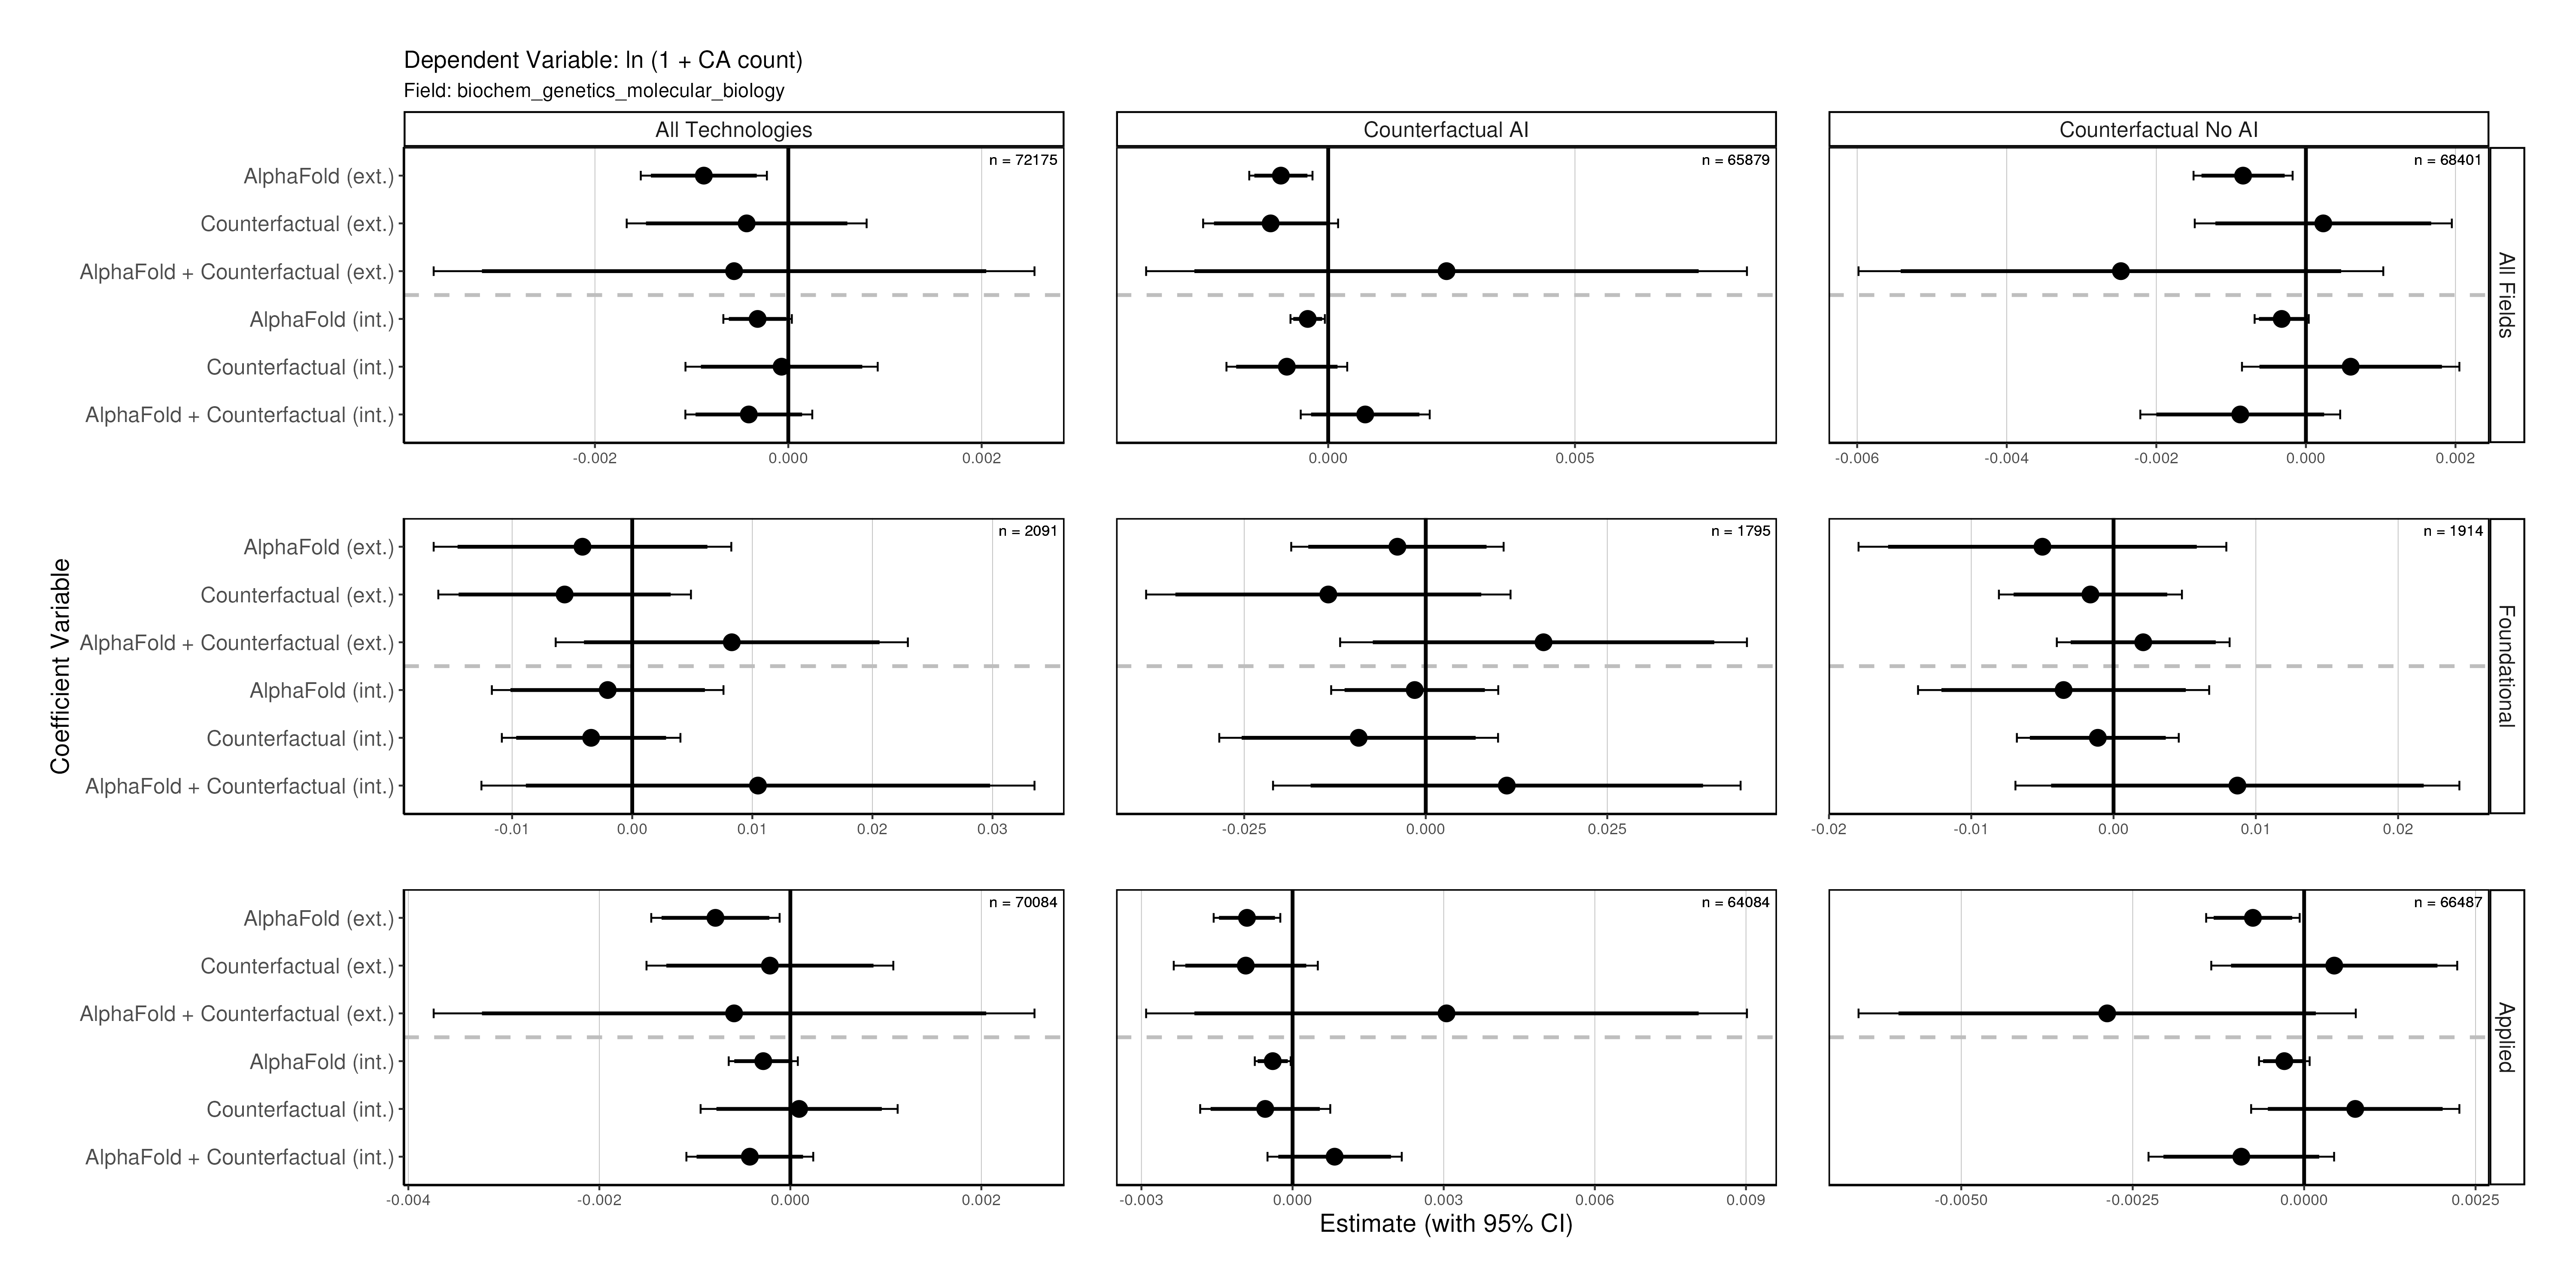 Dependent Variable: ln (1 + CA count)
Field: biochem_genetics_molecular_biology
All Technologies
Counterfactual AI
Counterfactual No AI
n = 72175
n = 65879
n = 68401
AlphaFold (ext.)
Counterfactual (ext.)
AlphaFold + Counterfactual (ext.)
AlphaFold (int.)
Counterfactual (int.)
AlphaFold + Counterfactual (int.)
All Fields
-0.002 0.000 0.002
0.000 0.005
-0.006 -0.004 -0.002 0.000 0.002
Coefficient Variable
n = 2091
n = 1795
n = 1914
AlphaFold (ext.)
Counterfactual (ext.)
AlphaFold + Counterfactual (ext.)
AlphaFold (int.)
Counterfactual (int.)
AlphaFold + Counterfactual (int.)
Foundational
-0.01 0.00 0.01 0.02 0.03
-0.025 0.000 0.025
-0.02 -0.01 0.00 0.01 0.02
n = 70084
n = 64084
n = 66487
AlphaFold (ext.)
Counterfactual (ext.)
AlphaFold + Counterfactual (ext.)
AlphaFold (int.)
Counterfactual (int.)
AlphaFold + Counterfactual (int.)
Applied
-0.004 -0.002 0.000 0.002
-0.003 0.000 0.003 0.006 0.009
-0.0050 -0.0025 0.0000 0.0025
Estimate (with 95% CI)